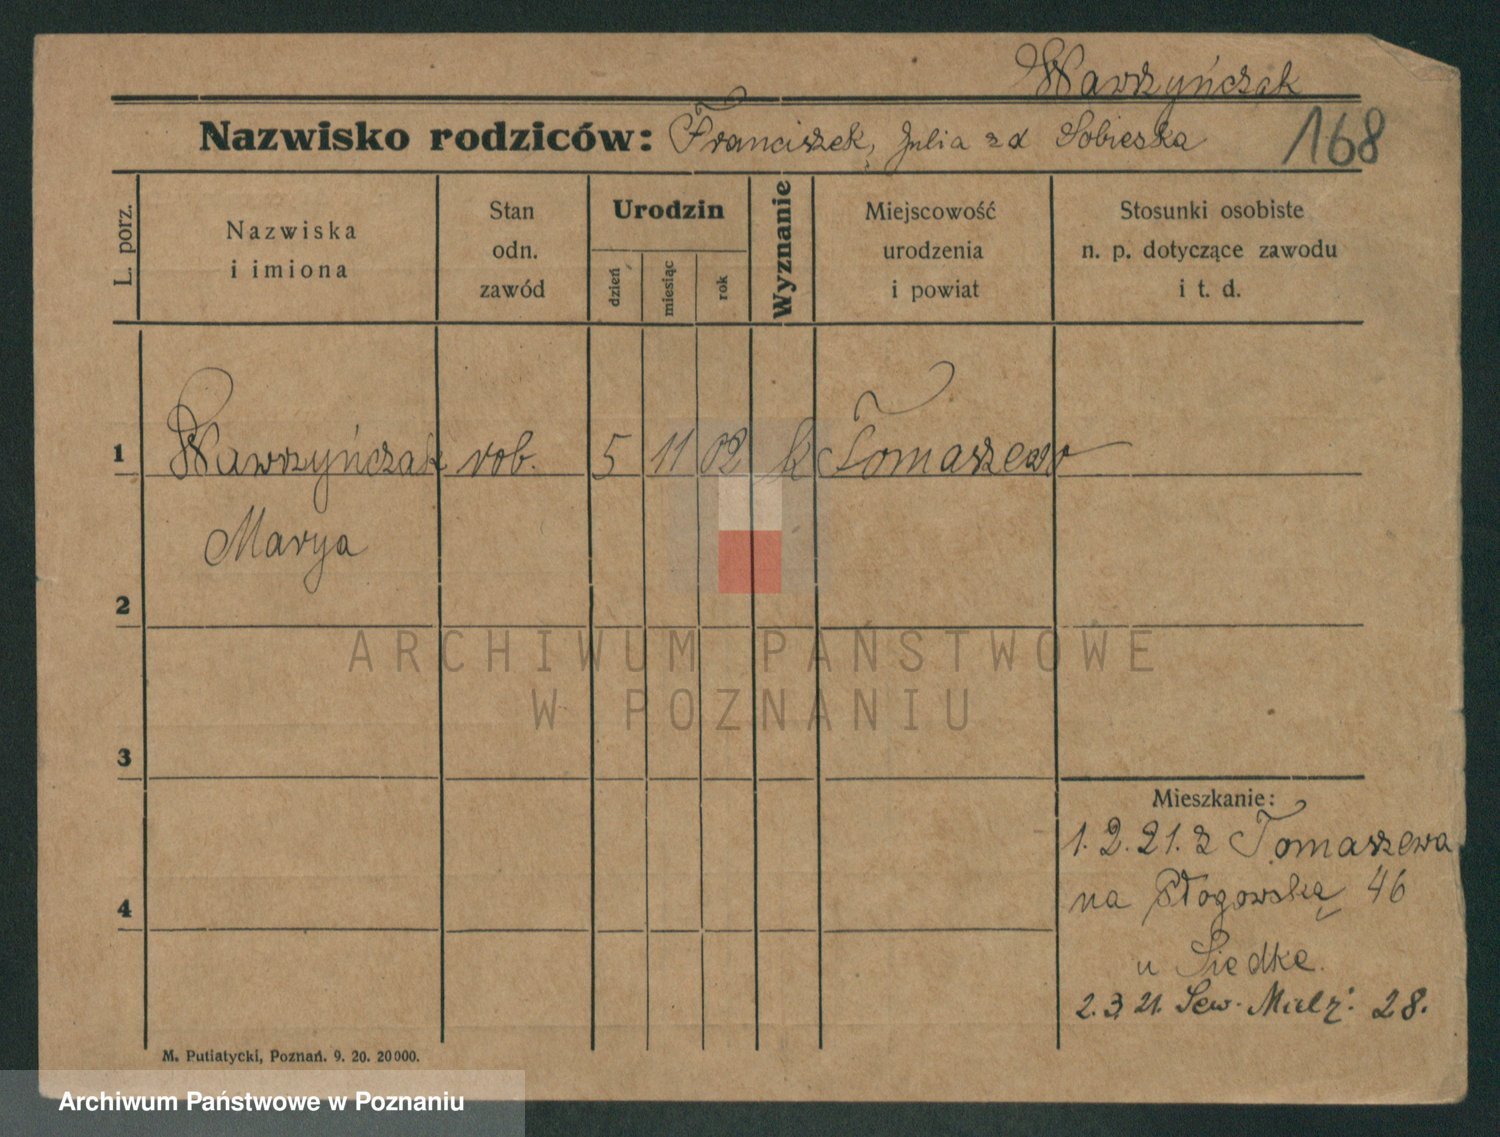 Wawrzyńczak
Nazwisko rodziców: Franciszek, Julia z d Sobieska
168
L. porz.
Nazwiska
i imiona
Stan
odn.
zawód
Urodzin
dzień
miesiąc
rok
Wyznanie
Miejscowość
urodzenia
i powiat
Stosunki osobiste
n. p. dotyczące zawodu
i t. d.
1 Wawrzyńczak rob. 5 11 02 k Tomaszewo
Marya
2
ARCHIWUM PAŃSTWOWE
W POZNANIU
3
Mieszkanie:
1. 2. 21. z Tomaszewa
na 46
4
u Siedke.
2. 3. 21. Sew. Mielż. 28.
M. Putiatycki, Poznań. 9. 20. 20000.
Archiwum Państwowe w Poznaniu